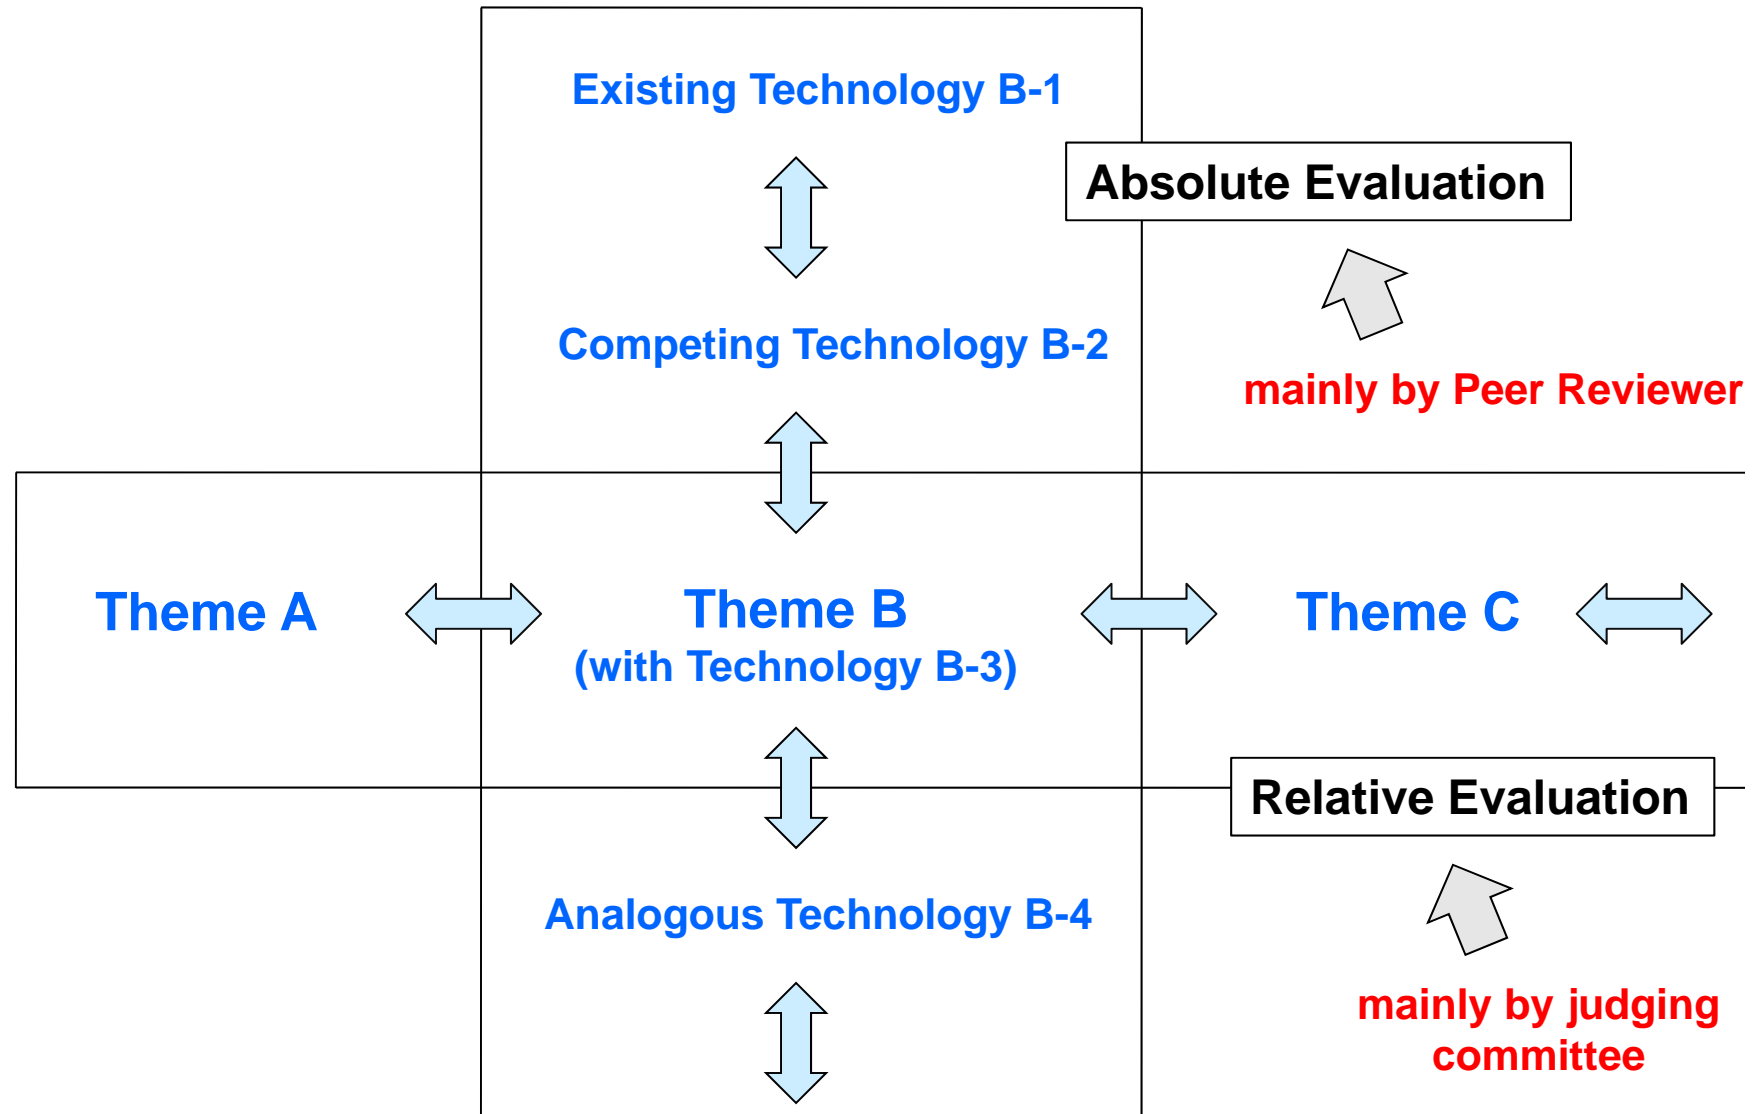 Existing Technology B-1
Absolute Evaluation
Competing Technology B-2
mainly by Peer Reviewer
Theme A
Theme B
(with Technology B-3)
Theme C
Relative Evaluation
Analogous Technology B-4
mainly by judging
committee